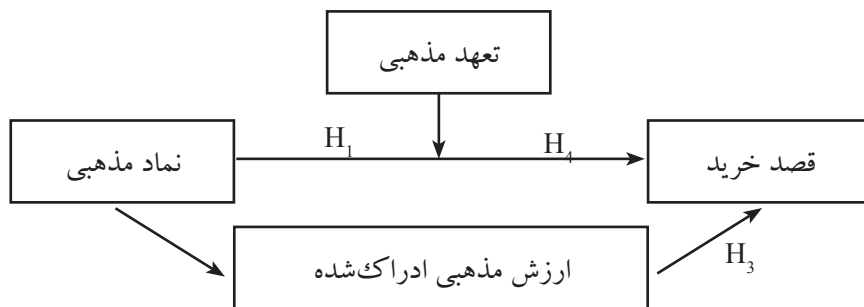 تعهد مذهبی
H₁
H₄
نماد مذهبی
قصد خرید
ارزش مذهبی ادراک‌شده
H₃